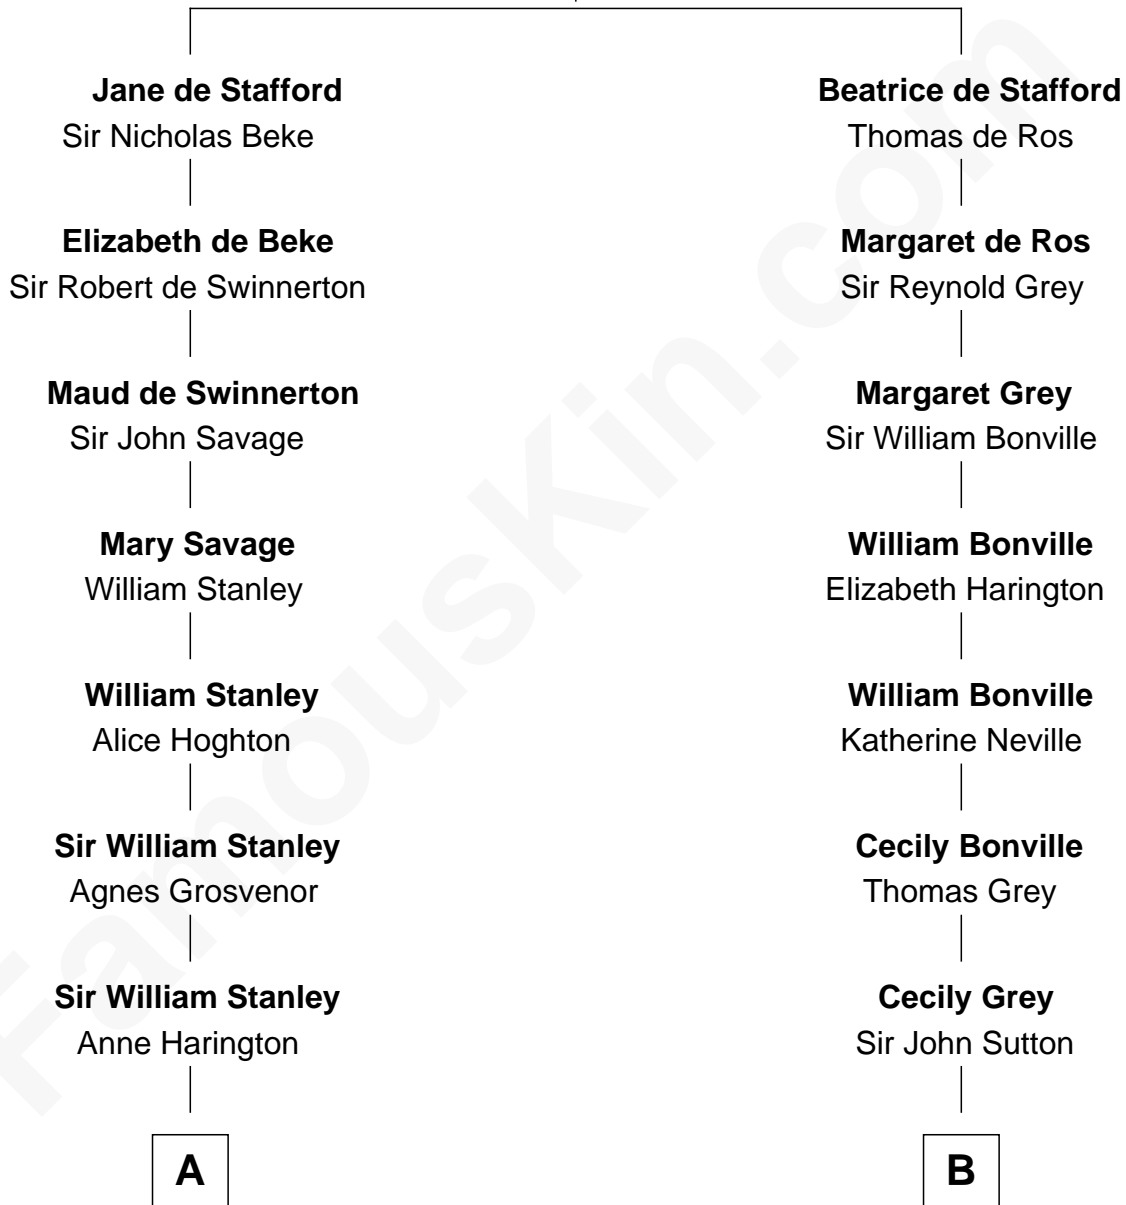 Jane de Stafford
Sir Nicholas Beke
Elizabeth de Beke
Sir Robert de Swinnerton
Maud de Swinnerton
Sir John Savage
Mary Savage
William Stanley
William Stanley
Alice Hoghton
Sir William Stanley
Agnes Grosvenor
Sir William Stanley
Anne Harington
A
Beatrice de Stafford
Thomas de Ros
Margaret de Ros
Sir Reynold Grey
Margaret Grey
Sir William Bonville
William Bonville
Elizabeth Harington
William Bonville
Katherine Neville
Cecily Bonville
Thomas Grey
Cecily Grey
Sir John Sutton
B
FamousKin.com